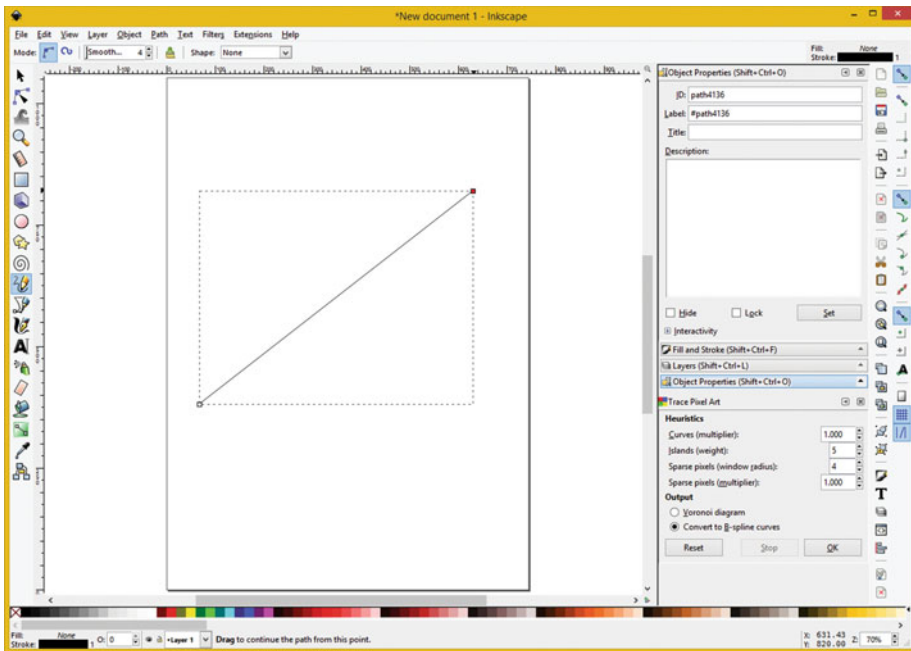 *New document 1 - Inkscape
File Edit View Layer Object Path Text Filters Extensions Help
Mode: Smooth... 4 Shape: None
Fill: None
Stroke: 1
Object Properties (Shift+Ctrl+O)
ID: path4136
Label: #path4136
Title:
Description:
Hide Lock Set
Interactivity
Fill and Stroke (Shift+Ctrl+F)
Layers (Shift+Ctrl+L)
Object Properties (Shift+Ctrl+O)
Trace Pixel Art
Heuristics
Curves (multiplier): 1.000
Islands (weight): 5
Sparse pixels (window radius): 4
Sparse pixels (multiplier): 1.000
Output
Voronoi diagram
Convert to B-spline curves
Reset Stop OK
Fill: None
Stroke: 1 O: 0 •Layer 1 Drag to continue the path from this point.
X: 631.43
Y: 820.00 Z: 70%